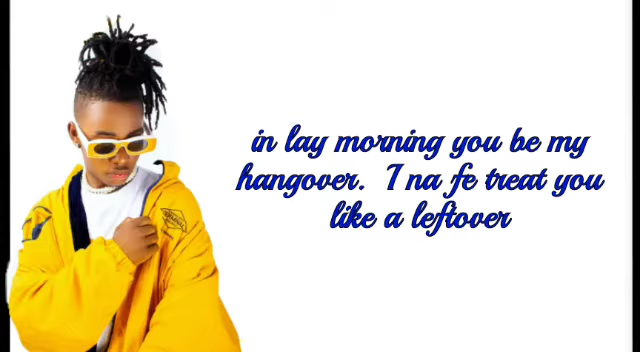 in lay morning you be my
hangover. I na fe treat you
like a leftover